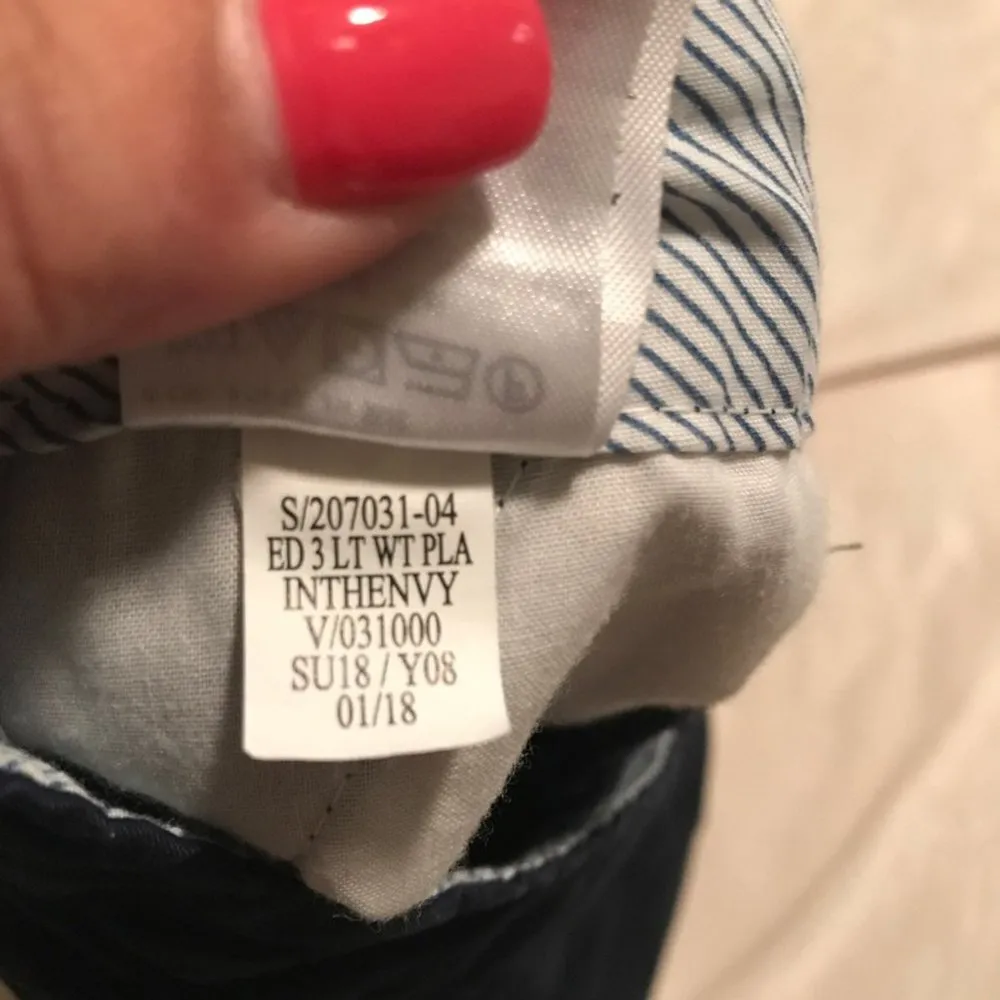 S/207031-04
ED 3 LT WT PLA
INTHENVY
V/031000
SU18 / Y08
01/18